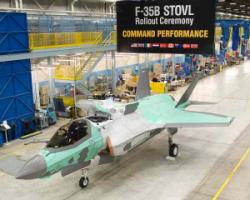 F-35B STOVL
Rollout Ceremony
COMMAND PERFORMANCE